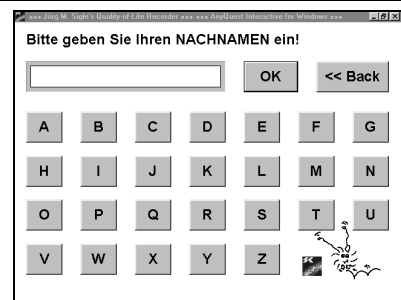 ««« Jörg M. Sigle's Quality-of-Life Recorder »»» ««« AnyQuest Interactive for Windows »»»
Bitte geben Sie Ihren NACHNAMEN ein!
OK << Back
A B C D E F G
H I J K L M N
O P Q R S T U
V W X Y Z